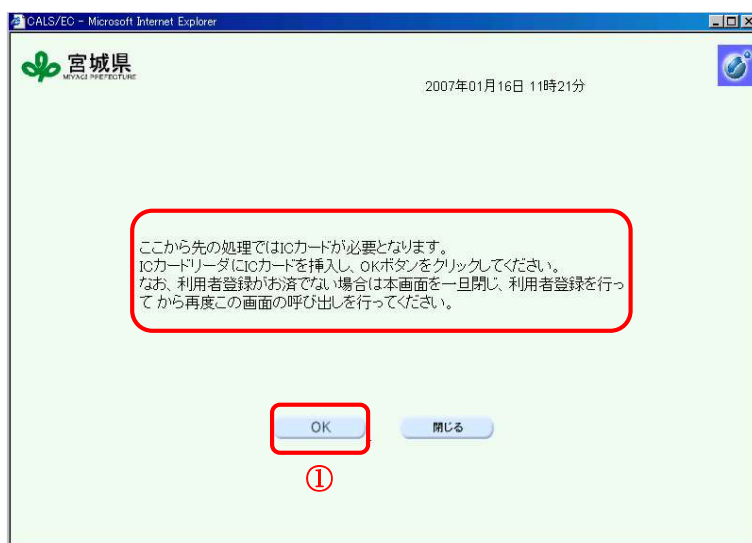 CALS/EC - Microsoft Internet Explorer
宮城県
MIYAGI PREFECTURE
2007年01月16日 11時21分
ここから先の処理ではICカードが必要となります。
ICカードリーダにICカードを挿入し、OKボタンをクリックしてください。
なお、利用者登録がお済でない場合は本画面を一旦閉じ、利用者登録を行っ
て から再度この画面の呼び出しを行ってください。
OK 閉じる
①